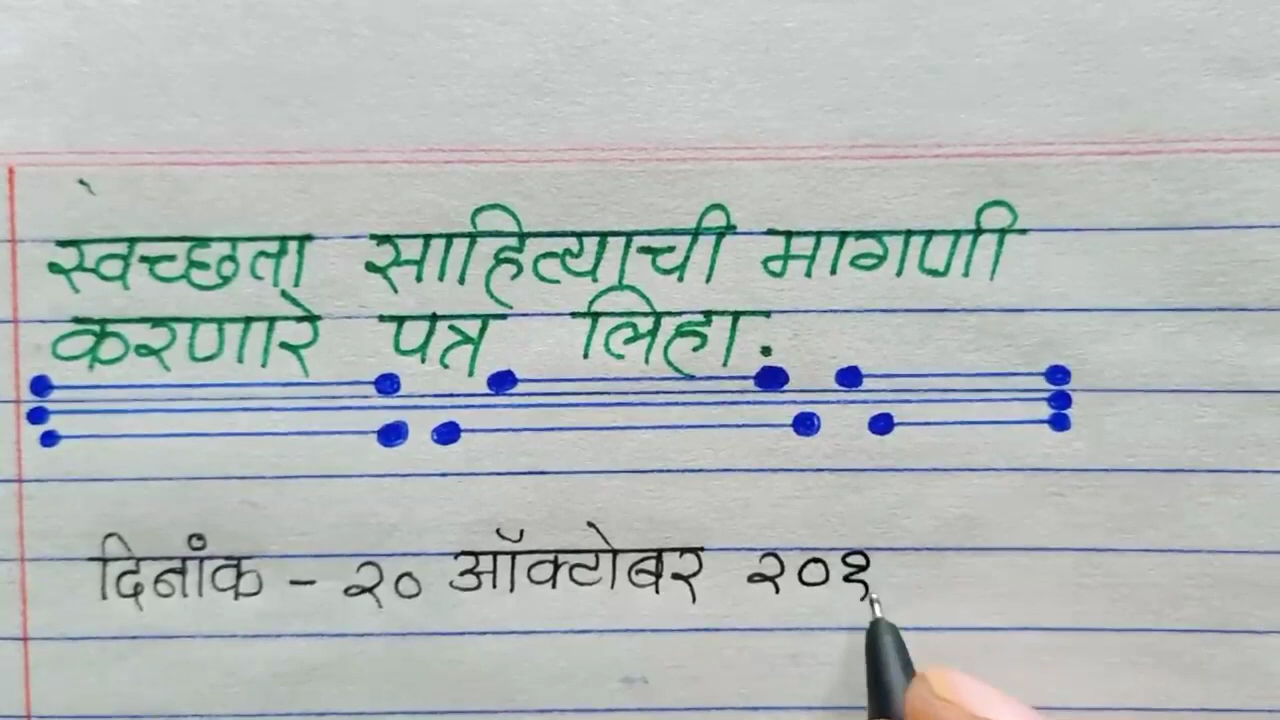 स्वच्छता साहित्याची मागणी
करणारे पत्र लिहा.
दिनांक - २० ऑक्टोबर २०१